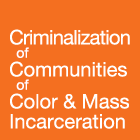 Criminalization
of
Communities
of
Color & Mass
Incarceration